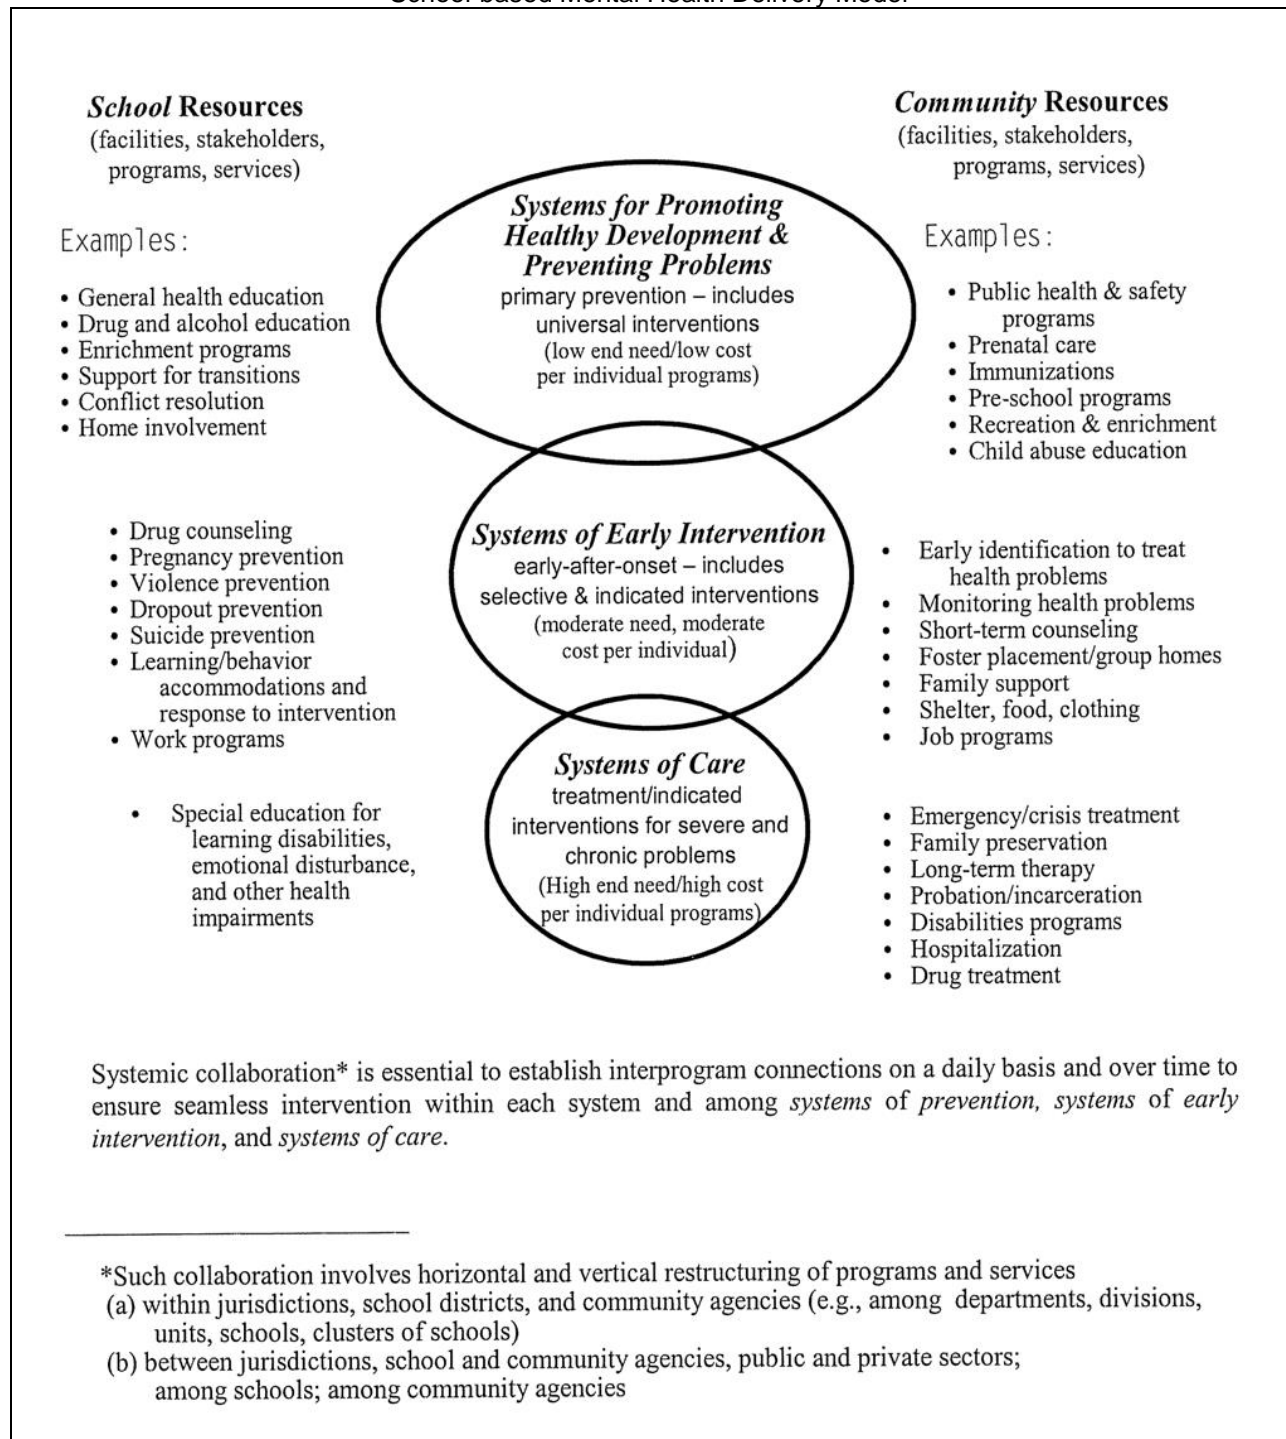 School-based Mental Health Delivery Model
School Resources
(facilities, stakeholders,
programs, services)
Examples:
• General health education
• Drug and alcohol education
• Enrichment programs
• Support for transitions
• Conflict resolution
• Home involvement
• Drug counseling
• Pregnancy prevention
• Violence prevention
• Dropout prevention
• Suicide prevention
• Learning/behavior
accommodations and
response to intervention
• Work programs
• Special education for
learning disabilities,
emotional disturbance,
and other health
impairments
Systems for Promoting
Healthy Development &
Preventing Problems
primary prevention – includes
universal interventions
(low end need/low cost
per individual programs)
Systems of Early Intervention
early-after-onset – includes
selective & indicated interventions
(moderate need, moderate
cost per individual)
Systems of Care
treatment/indicated
interventions for severe and
chronic problems
(High end need/high cost
per individual programs)
Community Resources
(facilities, stakeholders,
programs, services)
Examples:
• Public health & safety
programs
• Prenatal care
• Immunizations
• Pre-school programs
• Recreation & enrichment
• Child abuse education
• Early identification to treat
health problems
• Monitoring health problems
• Short-term counseling
• Foster placement/group homes
• Family support
• Shelter, food, clothing
• Job programs
• Emergency/crisis treatment
• Family preservation
• Long-term therapy
• Probation/incarceration
• Disabilities programs
• Hospitalization
• Drug treatment
Systemic collaboration* is essential to establish interprogram connections on a daily basis and over time to
ensure seamless intervention within each system and among systems of prevention, systems of early
intervention, and systems of care.
*Such collaboration involves horizontal and vertical restructuring of programs and services
(a) within jurisdictions, school districts, and community agencies (e.g., among departments, divisions,
units, schools, clusters of schools)
(b) between jurisdictions, school and community agencies, public and private sectors;
among schools; among community agencies